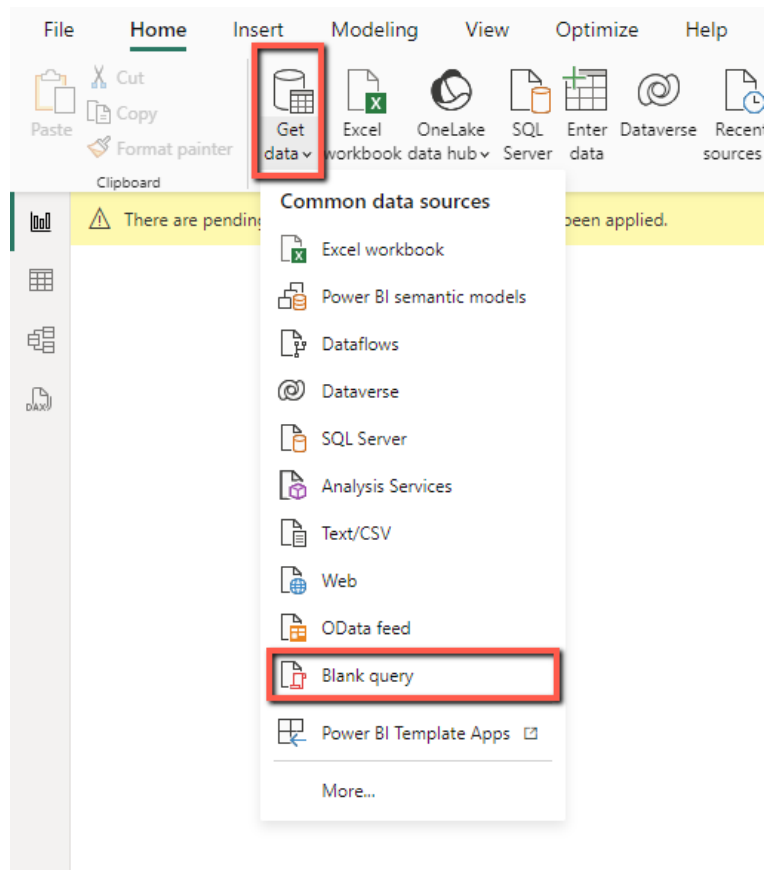 File Home Insert Modeling View Optimize Help
Cut
Copy
Format painter
Paste
Clipboard
Get data
Excel workbook
OneLake data hub
SQL Server
Enter data
Dataverse
Recent sources
There are pending
been applied.
Common data sources
Excel workbook
Power BI semantic models
Dataflows
Dataverse
SQL Server
Analysis Services
Text/CSV
Web
OData feed
Blank query
Power BI Template Apps
More...
DAX